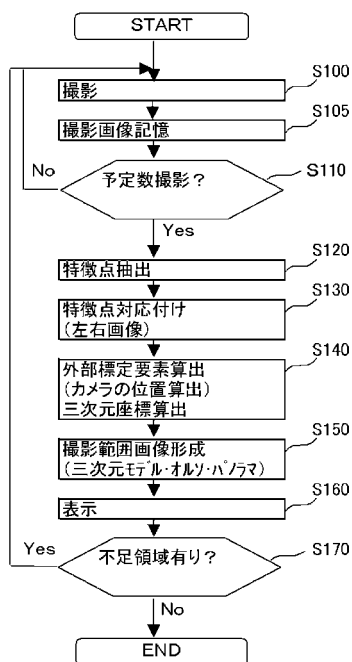 START
S100
撮影
S105
撮影画像記憶
No
予定数撮影？
S110
Yes
S120
特徴点抽出
S130
特徴点対応付け
(左右画像)
S140
外部標定要素算出
(カメラの位置算出)
三次元座標算出
S150
撮影範囲画像形成
(三次元ﾓﾃﾞﾙ･ｵﾙｿ･ﾊﾟﾉﾗﾏ)
S160
表示
Yes
S170
不足領域有り？
No
END